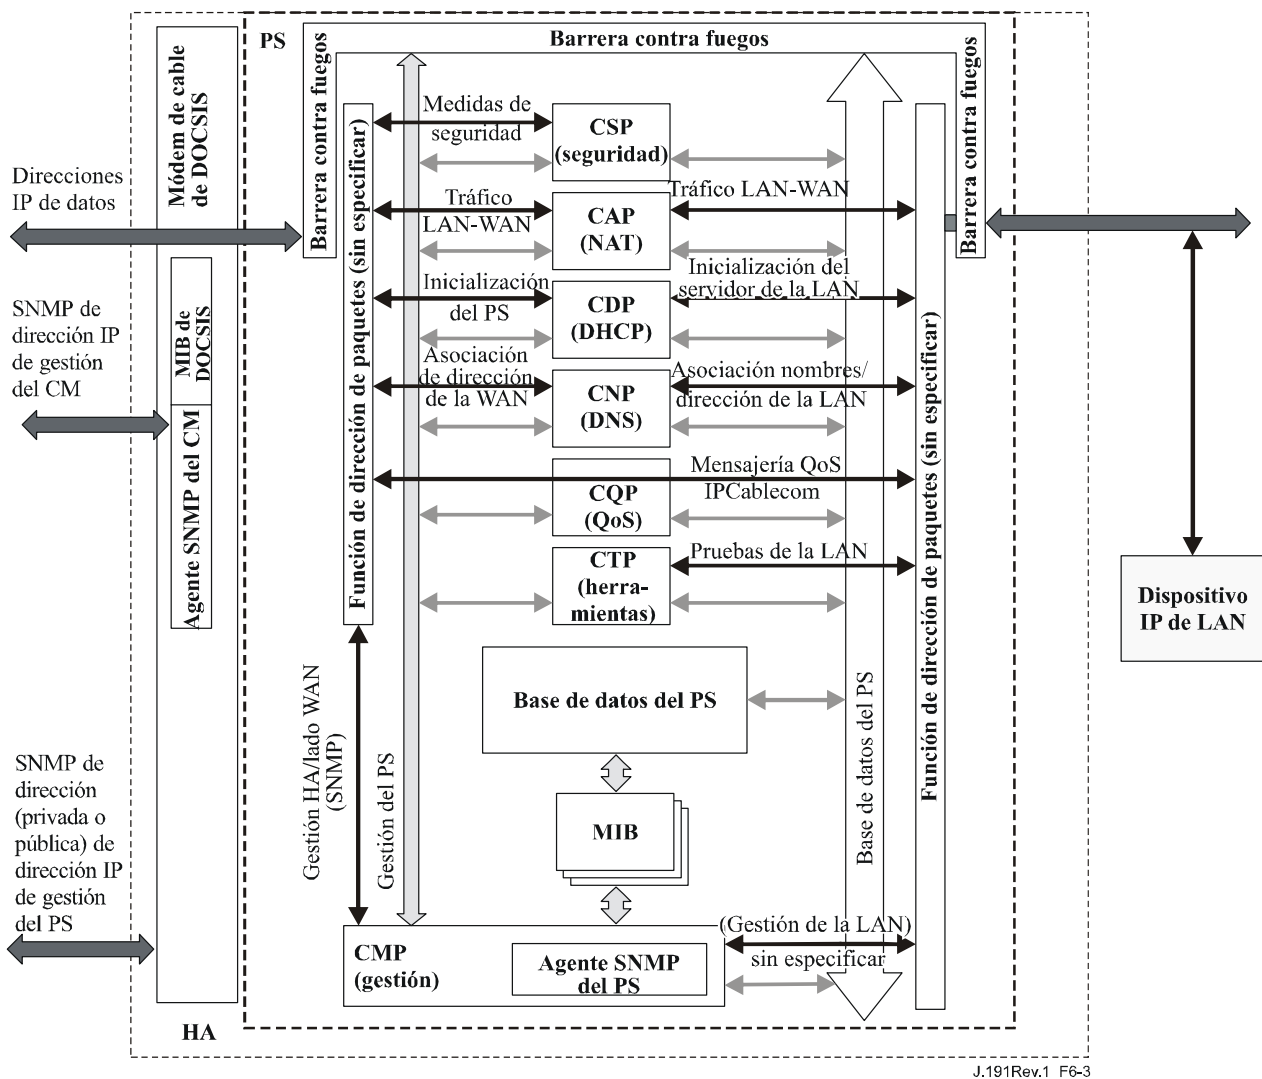 PS
Barrera contra fuegos
Barrera contra fuegos
Barrera contra fuegos
Módem de cable
de DOCSIS
Direcciones
IP de datos
Medidas de
seguridad
CSP
(seguridad)
Tráfico
LAN-WAN
CAP
(NAT)
Tráfico LAN-WAN
Función de dirección de paquetes (sin especificar)
Inicialización
del PS
CDP
(DHCP)
Inicialización del
servidor de la LAN
SNMP de
dirección IP
de gestión
del CM
MIB de
DOCSIS
Agente SNMP del CM
Asociación
de dirección
de la WAN
CNP
(DNS)
Asociación nombres/
dirección de la LAN
Función de dirección de paquetes (sin especificar)
CQP
(QoS)
Mensajería QoS
IPCablecom
CTP
(herra-
mientas)
Pruebas de la LAN
Dispositivo
IP de LAN
Gestión HA/lado WAN
(SNMP)
Gestión del PS
Base de datos del PS
Base de datos del PS
MIB
SNMP de
dirección
(privada o
pública) de
dirección IP
de gestión
del PS
CMP
(gestión)
Agente SNMP
del PS
(Gestión de la LAN)
sin especificar
HA
J.191Rev.1_F6-3